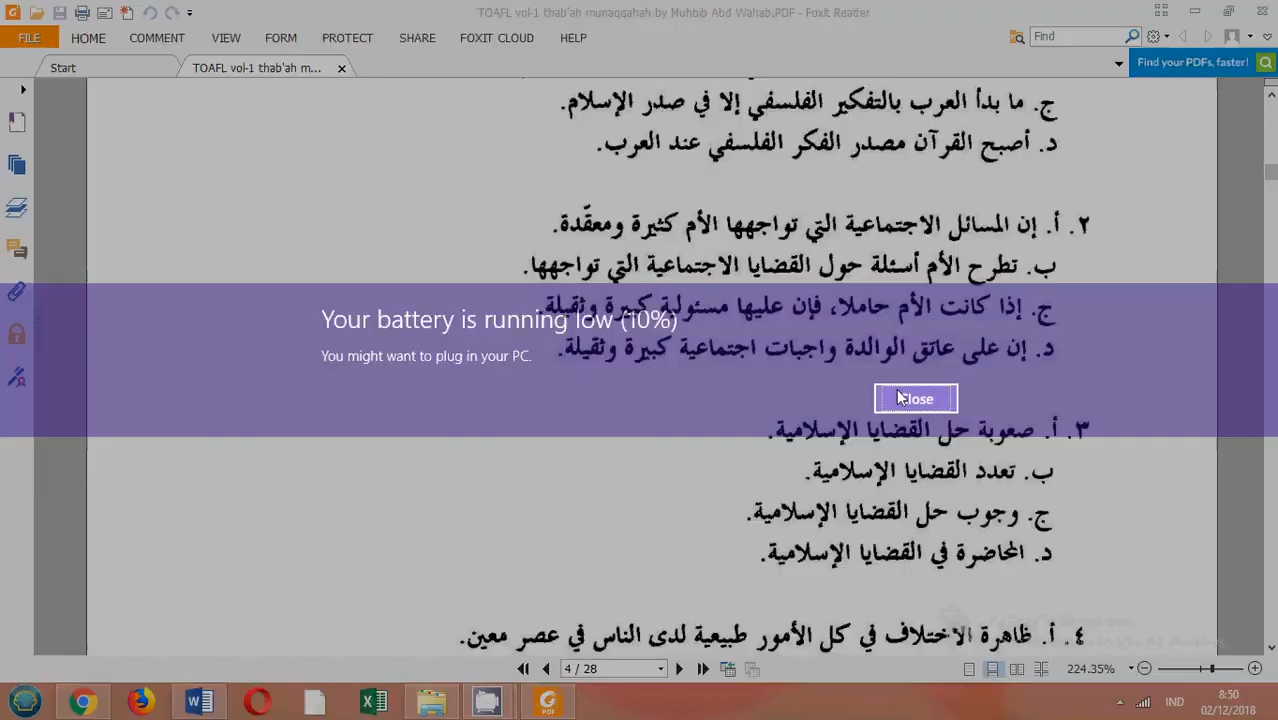 TOAFL vol-1 thab'ah munaqqahah by Muhbib Abd Wahab.PDF - Foxit Reader
FILE HOME COMMENT VIEW FORM PROTECT SHARE FOXIT CLOUD HELP Find
Start TOAFL vol-1 thab'ah m... Find your PDFs, faster!
ج. ما بدأ العرب بالتفكير الفلسفي إلا في صدر الإسلام.
د. أصبح القرآن مصدر الفكر الفلسفي عند العرب.
٢. أ. إن المسائل الاجتماعية التي تواجهها الأم كثيرة ومعقّدة.
ب. تطرح الأم أسئلة حول القضايا الاجتماعية التي تواجهها.
ج. إذا كانت الأم حاملا، فإن عليها مسئولية كبيرة وثقيلة.
Your battery is running low (10%)
د. إن على عاتق الوالدة واجبات اجتماعية كبيرة وثقيلة.
You might want to plug in your PC.
Close
٣. أ. صعوبة حل القضايا الإسلامية.
ب. تعدد القضايا الإسلامية.
ج. وجوب حل القضايا الإسلامية.
د. المحاضرة في القضايا الإسلامية.
٤. أ. ظاهرة الاختلاف في كل الأمور طبيعية لدى الناس في عصر معين.
4 / 28 224.35%
IND 8:50
02/12/2018